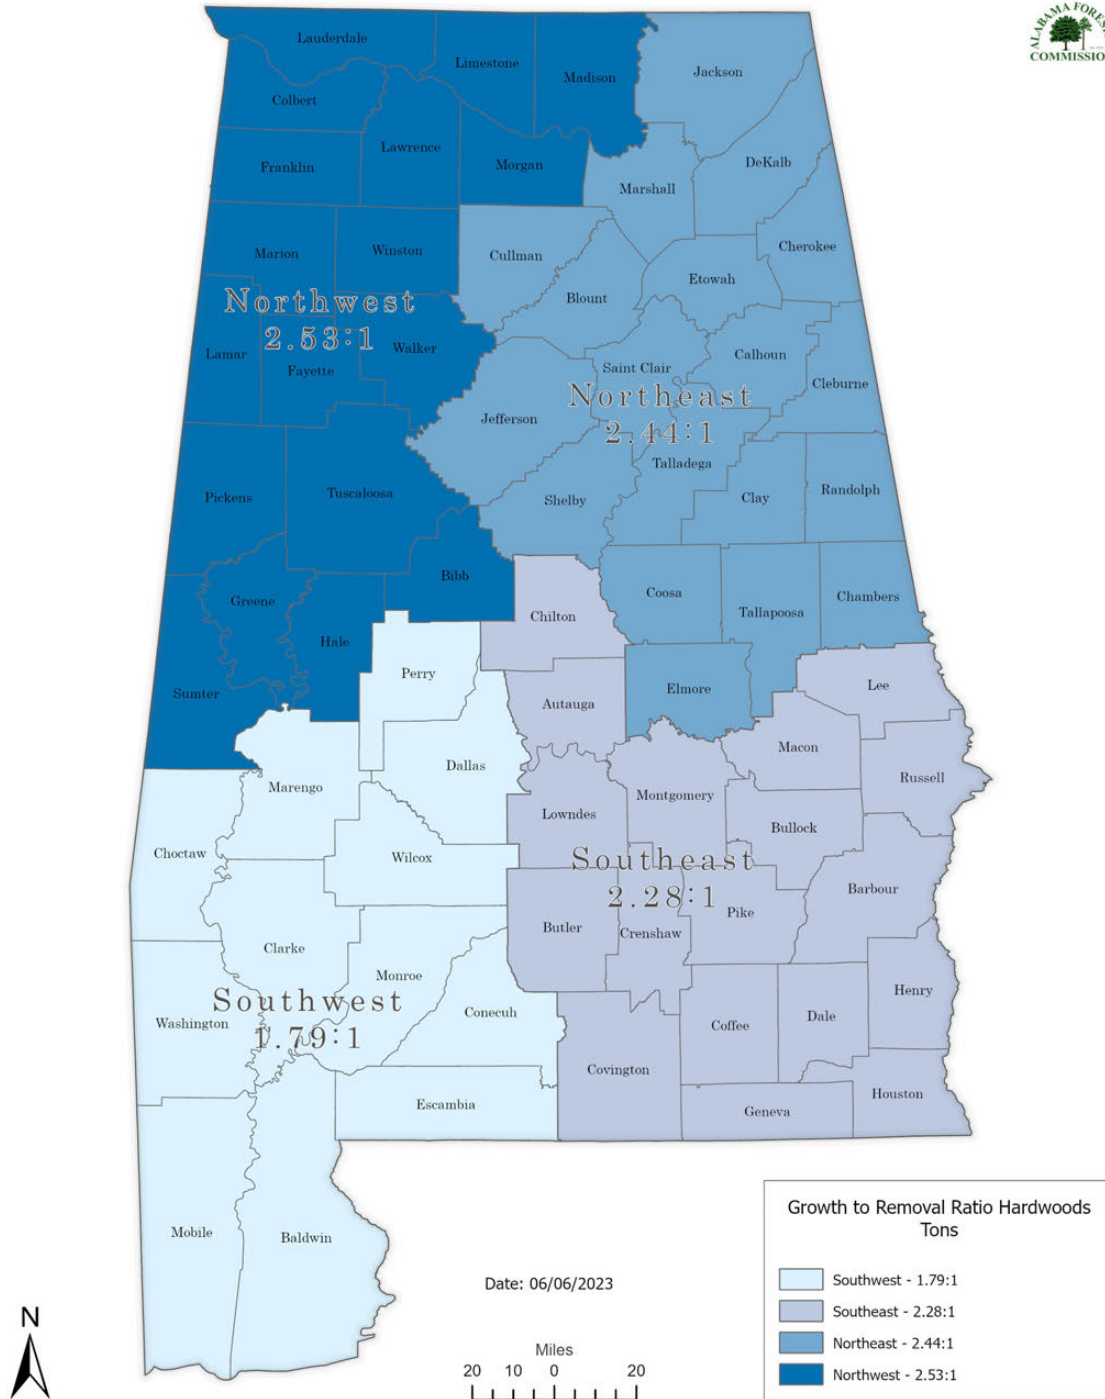 ALABAMA FOREST
COMMISSIO
Lauderdale
Limestone
Madison
Jackson
Colbert
Lawrence
Franklin
Morgan
DeKalb
Marshall
Marion
Winston
Cullman
Cherokee
Etowah
Blount
Northwest
2.53:1
Lamar
Fayette
Walker
Saint Clair
Calhoun
Cleburne
Northeast
2.44:1
Jefferson
Talladega
Pickens
Tuscaloosa
Shelby
Clay
Randolph
Bibb
Greene
Hale
Coosa
Tallapoosa
Chambers
Chilton
Perry
Sumter
Elmore
Lee
Autauga
Macon
Dallas
Marengo
Montgomery
Russell
Lowndes
Bullock
Choctaw
Wilcox
Southeast
2.28:1
Barbour
Butler
Crenshaw
Pike
Clarke
Monroe
Southwest
1.79:1
Washington
Conecuh
Henry
Coffee
Dale
Covington
Houston
Escambia
Geneva
Mobile
Baldwin
Growth to Removal Ratio Hardwoods
Tons
Southwest - 1.79:1
Southeast - 2.28:1
Northeast - 2.44:1
Northwest - 2.53:1
Date: 06/06/2023
N
Miles
20 10 0 20